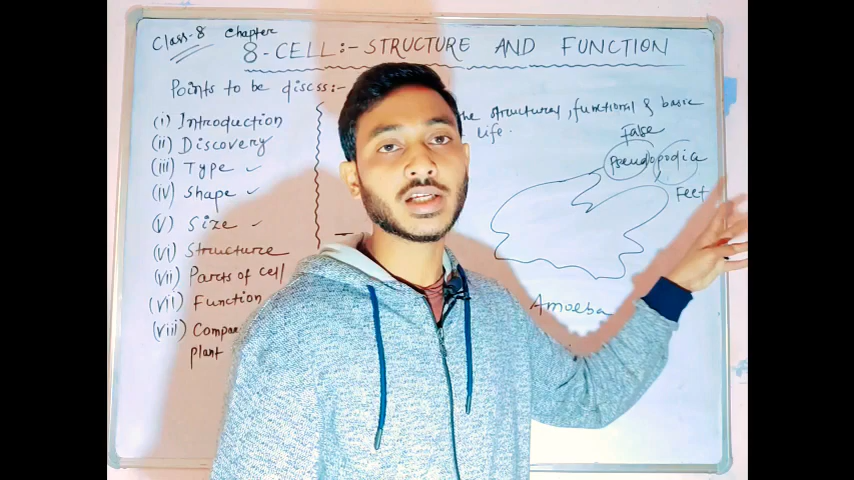 Class-8 Chapter
8-CELL:- STRUCTURE AND FUNCTION
Points to be discss:-
(i) Introduction
(ii) Discovery
(iii) Type
(iv) Shape
(v) Size
(vi) Structure
(vii) Parts of cell
(vii) Function
(viii) Compar
plant
he structural, functional & basic
life.
False
Pseudopodia
Feet
Amoeba